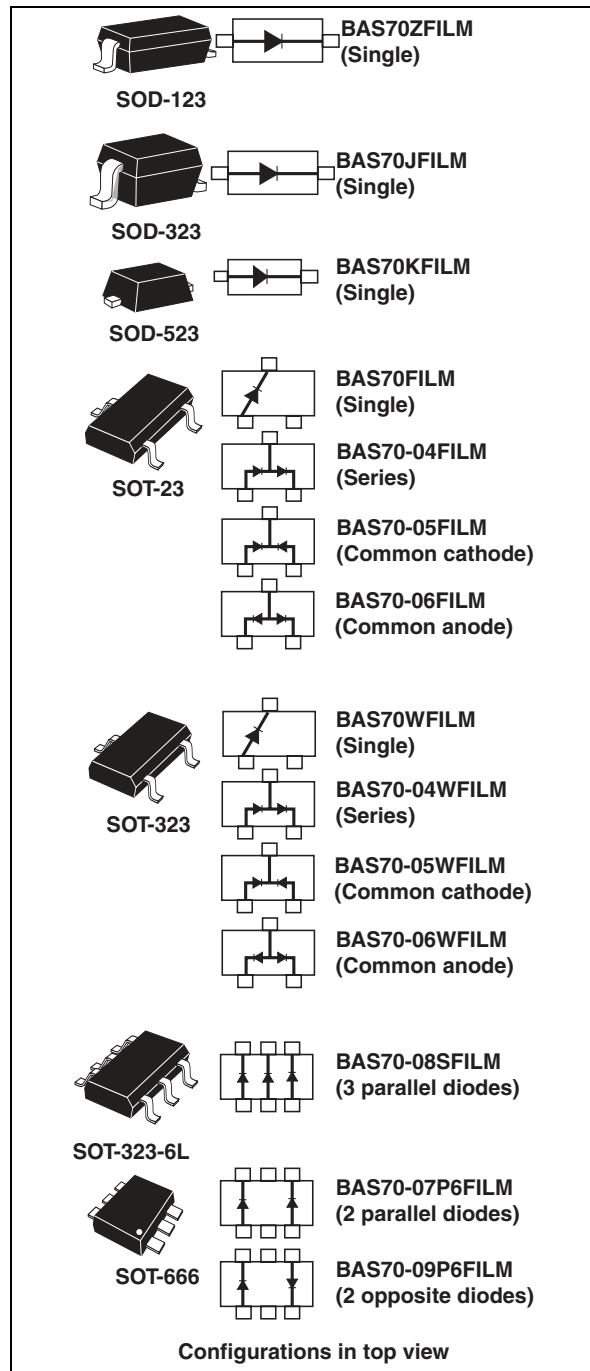 BAS70ZFILM
(Single)
SOD-123
BAS70JFILM
(Single)
SOD-323
BAS70KFILM
(Single)
SOD-523
BAS70FILM
(Single)
BAS70-04FILM
(Series)
SOT-23
BAS70-05FILM
(Common cathode)
BAS70-06FILM
(Common anode)
BAS70WFILM
(Single)
BAS70-04WFILM
(Series)
SOT-323
BAS70-05WFILM
(Common cathode)
BAS70-06WFILM
(Common anode)
BAS70-08SFILM
(3 parallel diodes)
SOT-323-6L
BAS70-07P6FILM
(2 parallel diodes)
SOT-666
BAS70-09P6FILM
(2 opposite diodes)
Configurations in top view